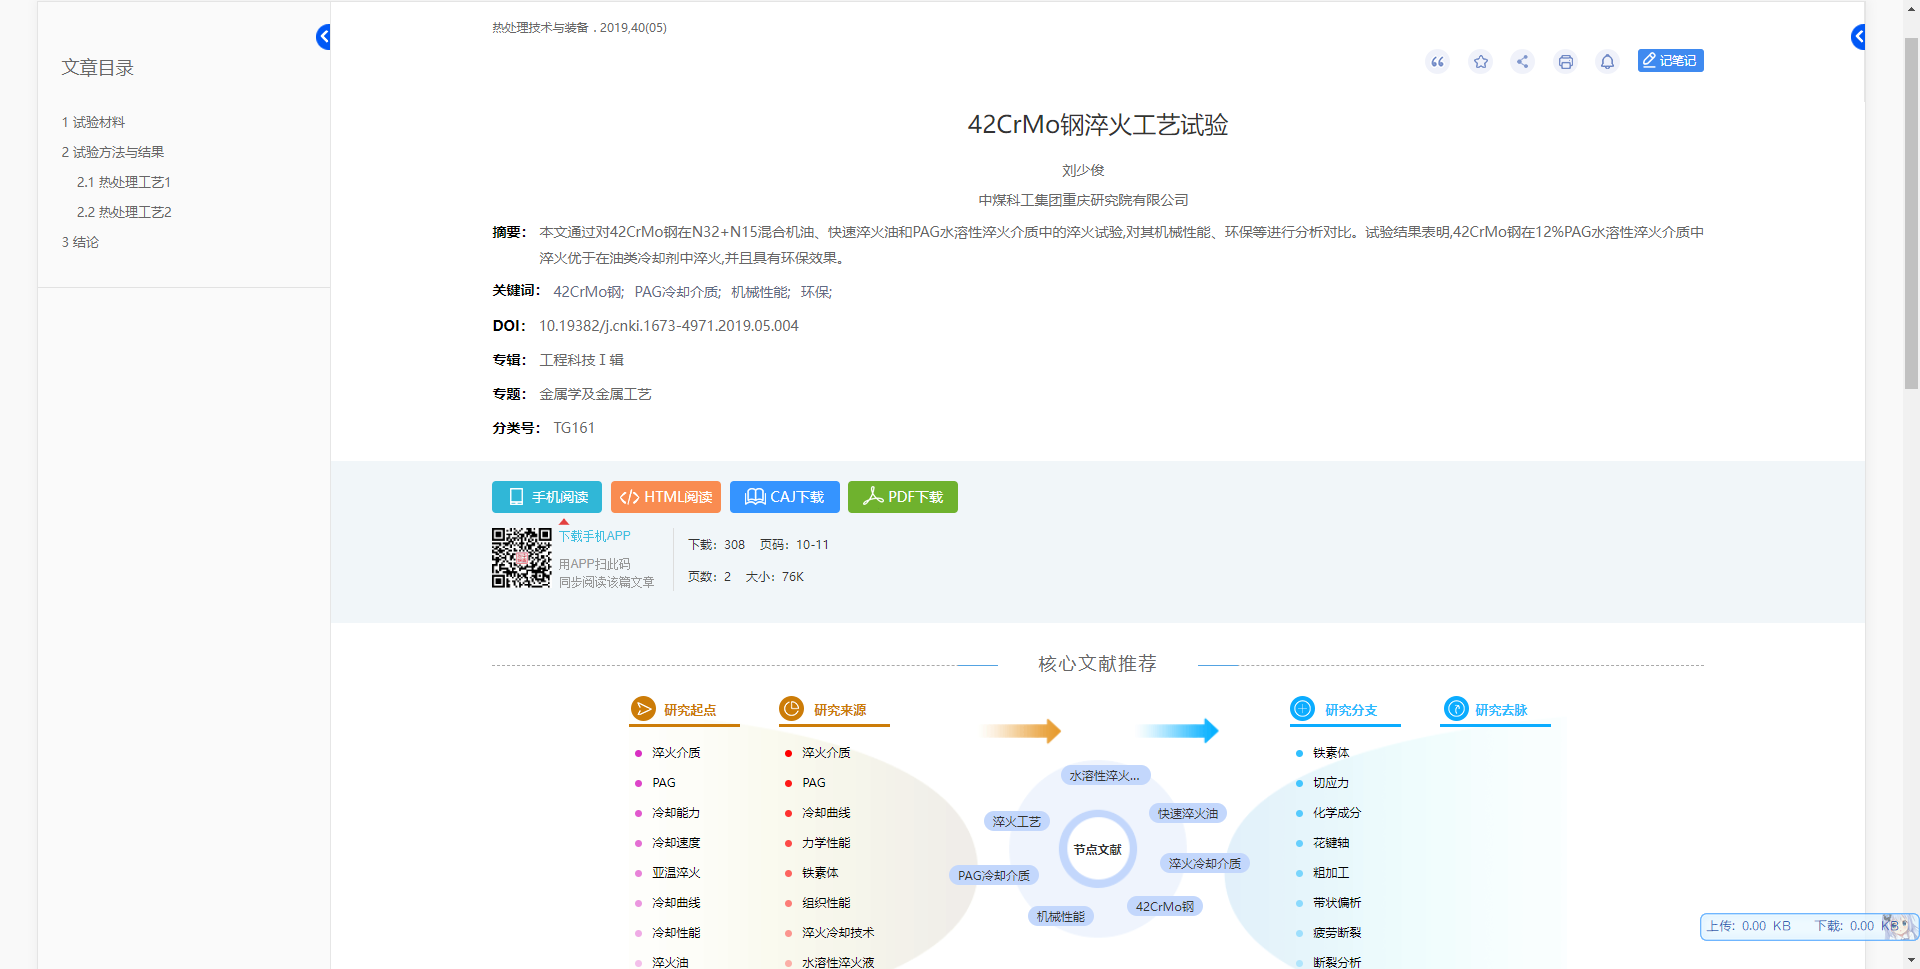 热处理技术与装备 . 2019,40(05)
记笔记
文章目录
1 试验材料
2 试验方法与结果
2.1 热处理工艺1
2.2 热处理工艺2
3 结论
42CrMo钢淬火工艺试验
刘少俊
中煤科工集团重庆研究院有限公司
摘要： 本文通过对42CrMo钢在N32+N15混合机油、快速淬火油和PAG水溶性淬火介质中的淬火试验,对其机械性能、环保等进行分析对比。试验结果表明,42CrMo钢在12%PAG水溶性淬火介质中
淬火优于在油类冷却剂中淬火,并且具有环保效果。
关键词： 42CrMo钢; PAG冷却介质; 机械性能; 环保;
DOI： 10.19382/j.cnki.1673-4971.2019.05.004
专辑： 工程科技Ⅰ辑
专题： 金属学及金属工艺
分类号： TG161
手机阅读 HTML阅读 CAJ下载 PDF下载
下载手机APP
用APP扫此码
同步阅读该篇文章
下载：308 页码：10-11
页数：2 大小：76K
核心文献推荐
研究起点
淬火介质
PAG
冷却能力
冷却速度
亚温淬火
冷却曲线
冷却性能
淬火油
研究来源
淬火介质
PAG
冷却曲线
力学性能
铁素体
组织性能
淬火冷却技术
水溶性淬火液
水溶性淬火...
快速淬火油
淬火工艺
节点文献
淬火冷却介质
PAG冷却介质
42CrMo钢
机械性能
研究分支
铁素体
切应力
化学成分
花键轴
粗加工
带状偏析
疲劳断裂
断裂分析
研究去脉
上传: 0.00 KB 下载: 0.00 KB